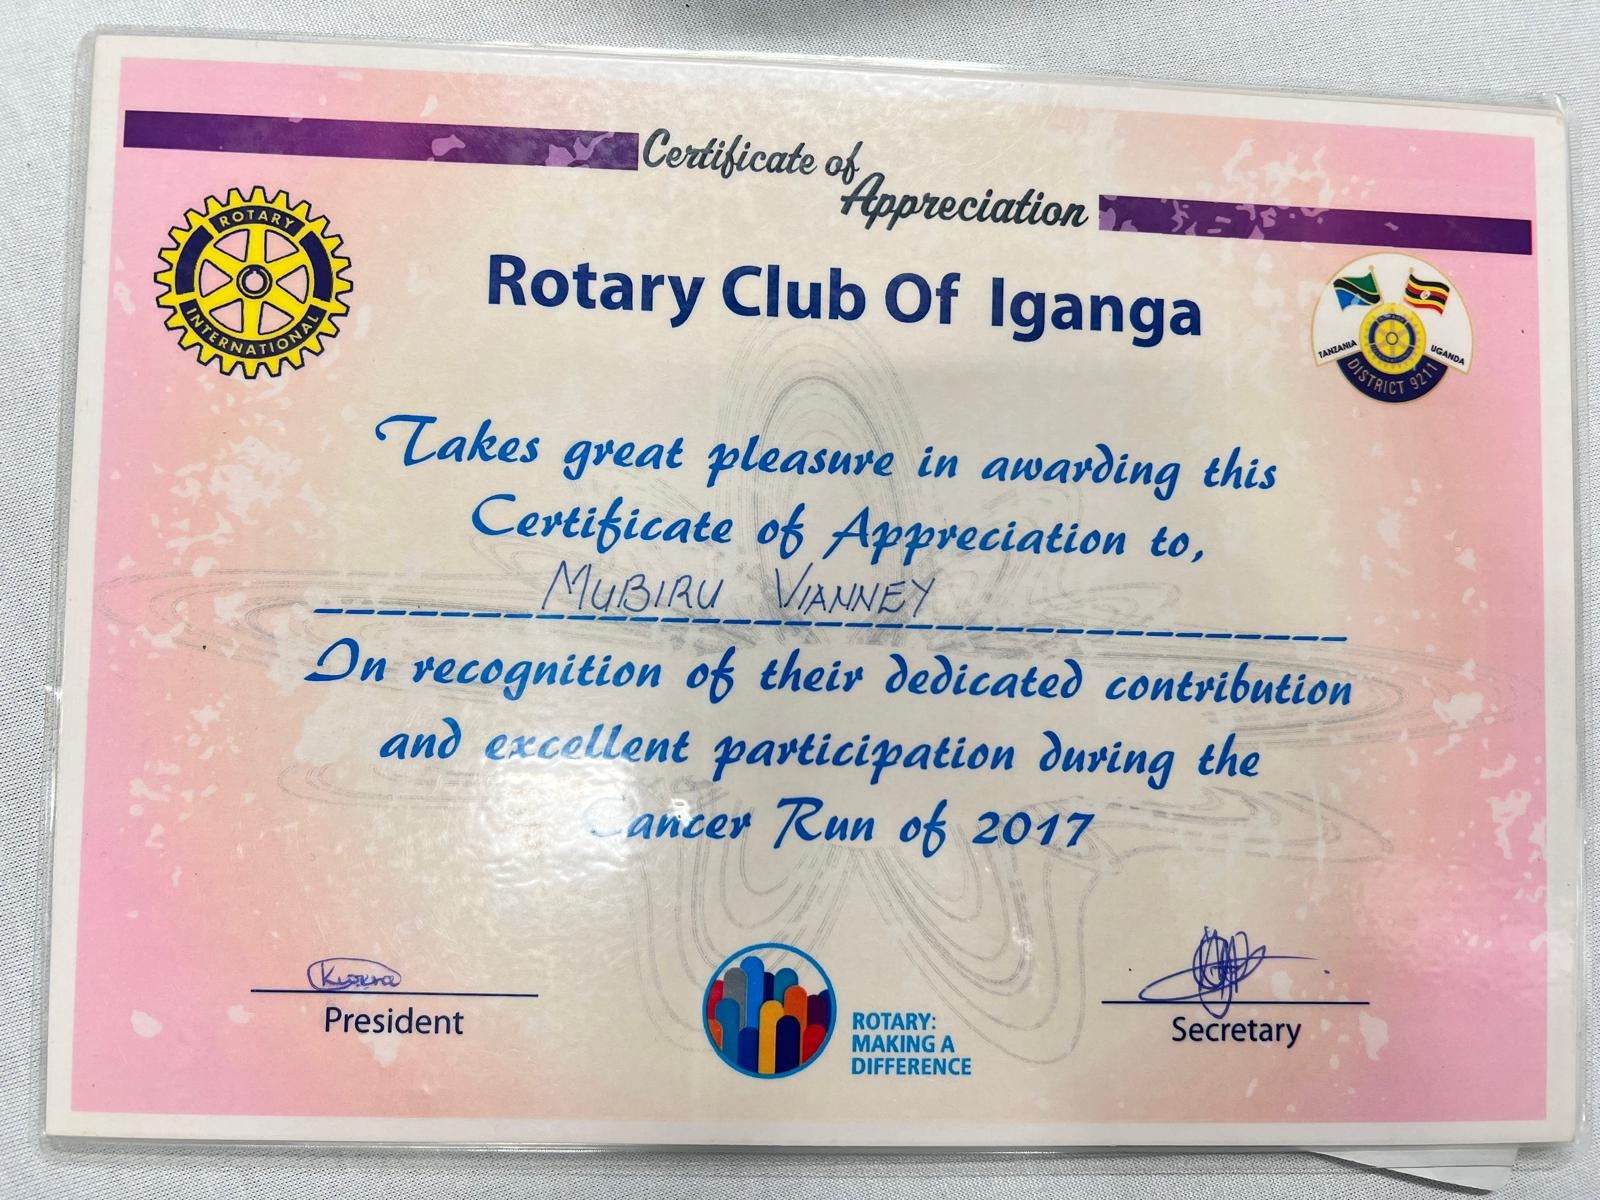 Certificate of
Appreciation
ROTARY
INTERNATIONAL
Rotary Club Of Iganga
TANZANIA
UGANDA
DISTRICT 9211
Takes great pleasure in awarding this
Certificate of Appreciation to,
MUBIRU VIANNEY
In recognition of their dedicated contribution
and excellent participation during the
Cancer Run of 2017
President
ROTARY:
MAKING A
DIFFERENCE
Secretary